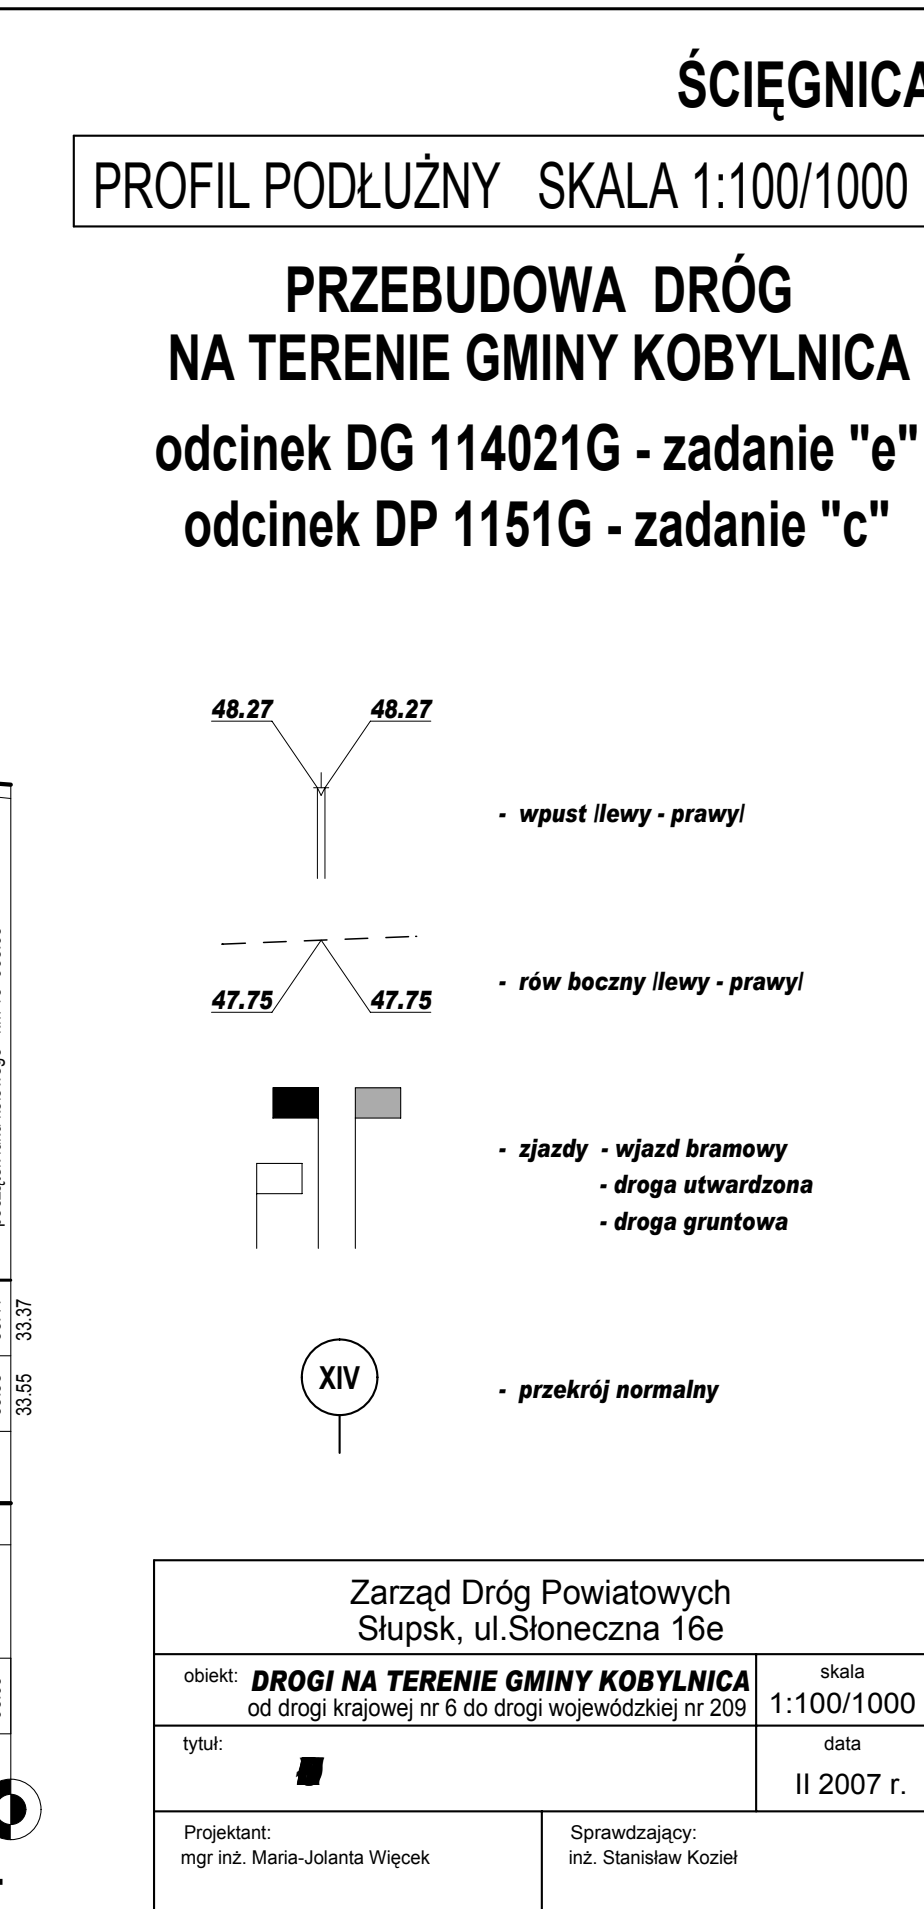 ŚCIĘGNICA
PROFIL PODŁUŻNY SKALA 1:100/1000
PRZEBUDOWA DRÓG
NA TERENIE GMINY KOBYLNICA
odcinek DG 114021G - zadanie "e"
odcinek DP 1151G - zadanie "c"
48.27 48.27
- wpust /lewy - prawy/
- rów boczny /lewy - prawy/
47.75 47.75
- zjazdy - wjazd bramowy
- droga utwardzona
- droga gruntowa
33.37
33.55
XIV
- przekrój normalny
Zarząd Dróg Powiatowych
Słupsk, ul.Słoneczna 16e
obiekt: DROGI NA TERENIE GMINY KOBYLNICA
od drogi krajowej nr 6 do drogi wojewódzkiej nr 209
skala
1:100/1000
tytuł:
data
II 2007 r.
Projektant:
mgr inż. Maria-Jolanta Więcek
Sprawdzający:
inż. Stanisław Kozieł